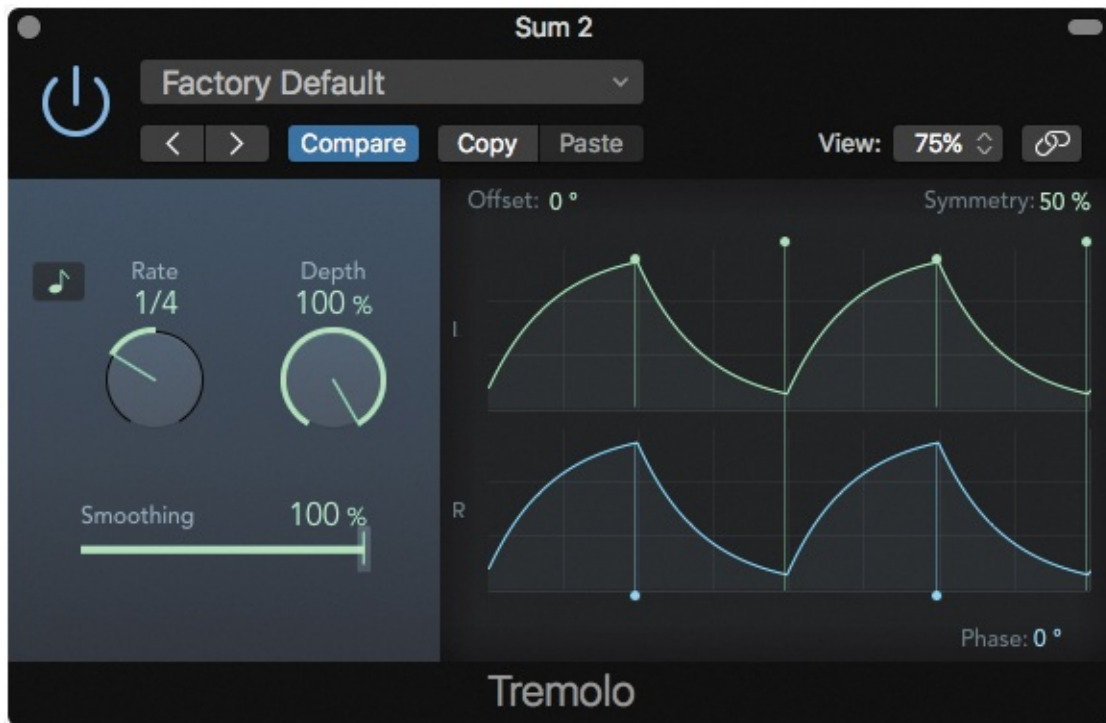 Sum 2
Factory Default
Compare Copy Paste View: 75%
Offset: 0 ° Symmetry: 50 %
Rate Depth
1/4 100 %
L
Smoothing 100 %
R
Phase: 0 °
Tremolo